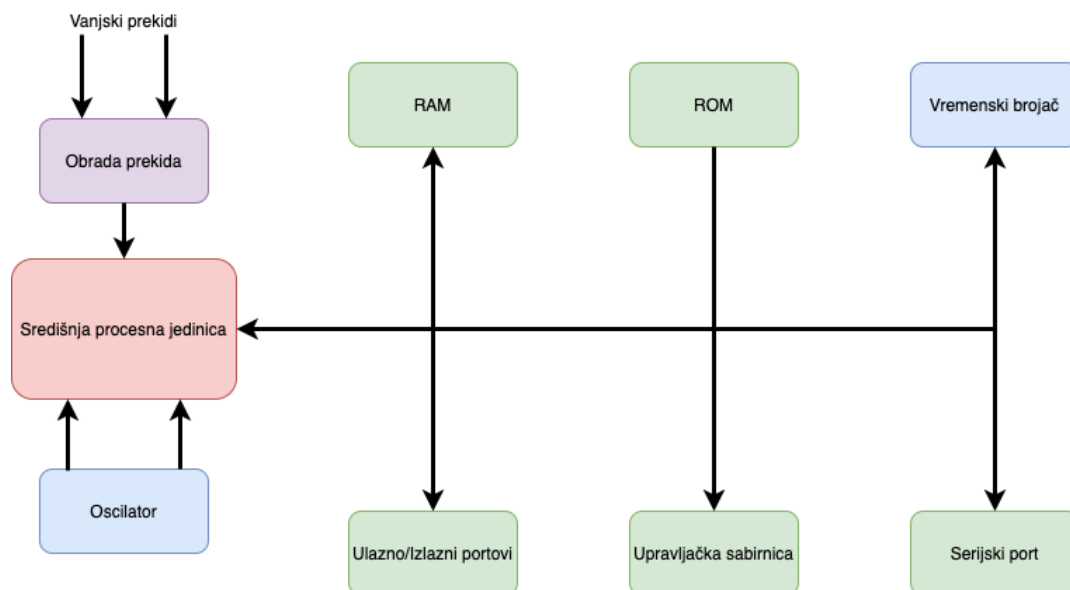 Vanjski prekidi
RAM
ROM
Vremenski brojač
Obrada prekida
Središnja procesna jedinica
Oscilator
Ulazno/Izlazni portovi
Upravljačka sabirnica
Serijski port